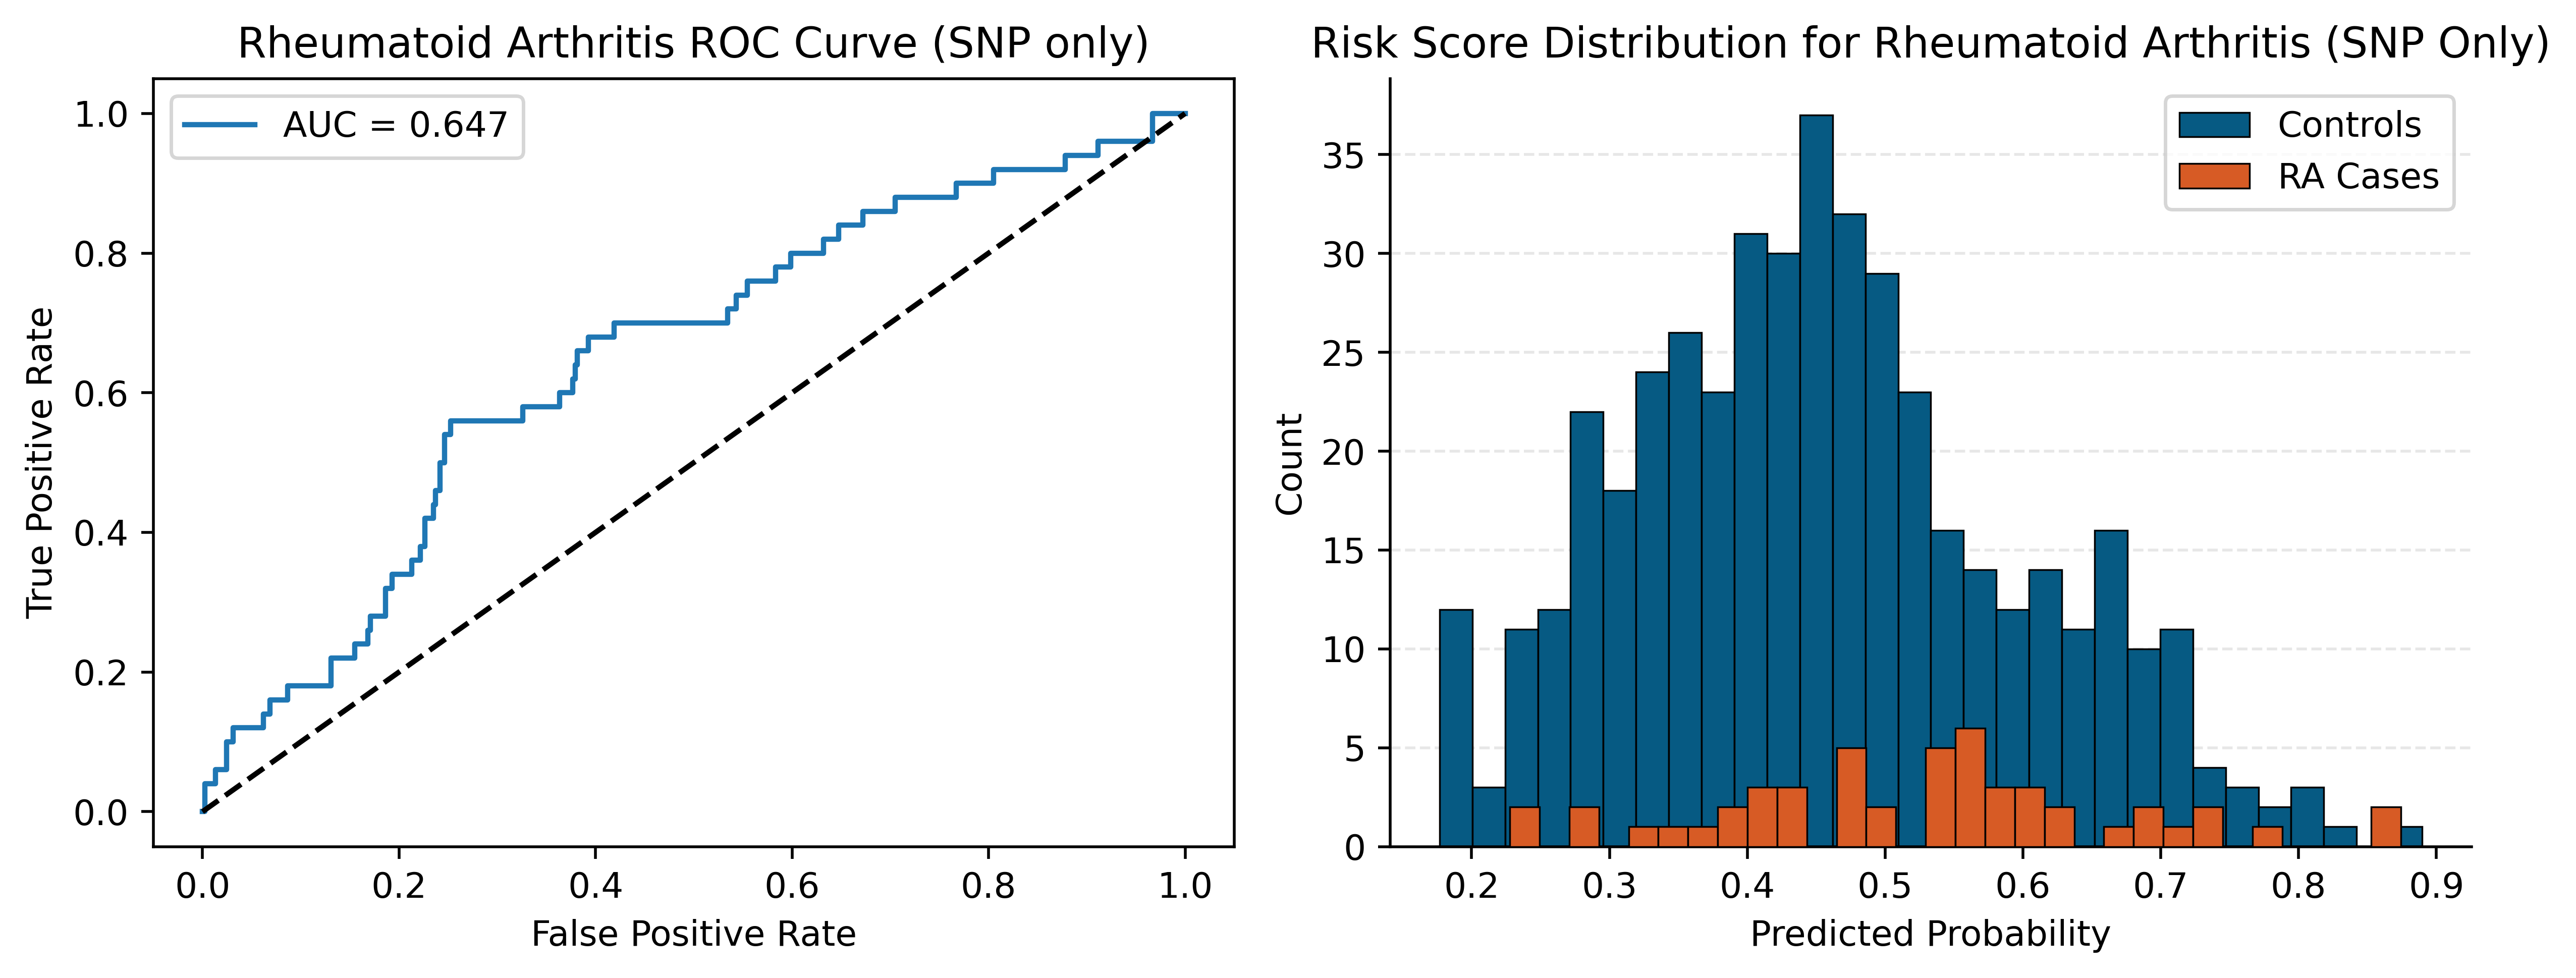 Rheumatoid Arthritis ROC Curve (SNP only)
AUC = 0.647
1.0
0.8
0.6
0.4
0.2
0.0
True Positive Rate
0.0 0.2 0.4 0.6 0.8 1.0
False Positive Rate
Risk Score Distribution for Rheumatoid Arthritis (SNP Only)
Controls
RA Cases
35
30
25
20
15
10
5
0
Count
0.2 0.3 0.4 0.5 0.6 0.7 0.8 0.9
Predicted Probability